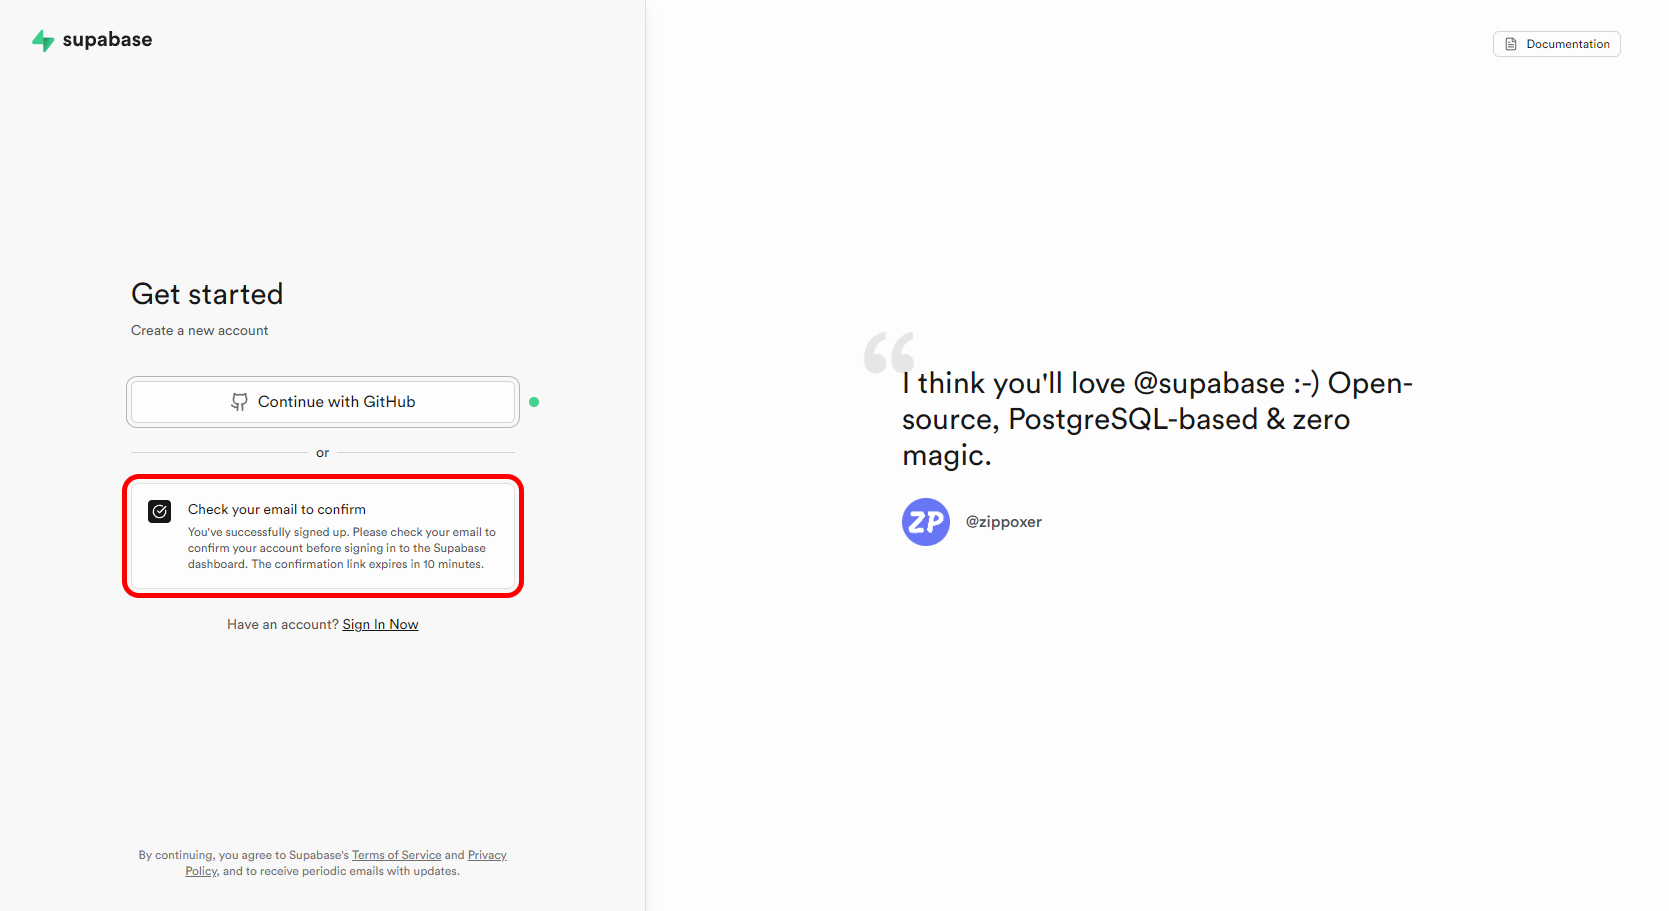 supabase
Documentation
Get started
Create a new account
Continue with GitHub
or
Check your email to confirm
You've successfully signed up. Please check your email to
confirm your account before signing in to the Supabase
dashboard. The confirmation link expires in 10 minutes.
Have an account? Sign In Now
By continuing, you agree to Supabase's Terms of Service and Privacy
Policy, and to receive periodic emails with updates.
“
I think you'll love @supabase :-) Open-
source, PostgreSQL-based & zero
magic.
ZP
@zippoxer